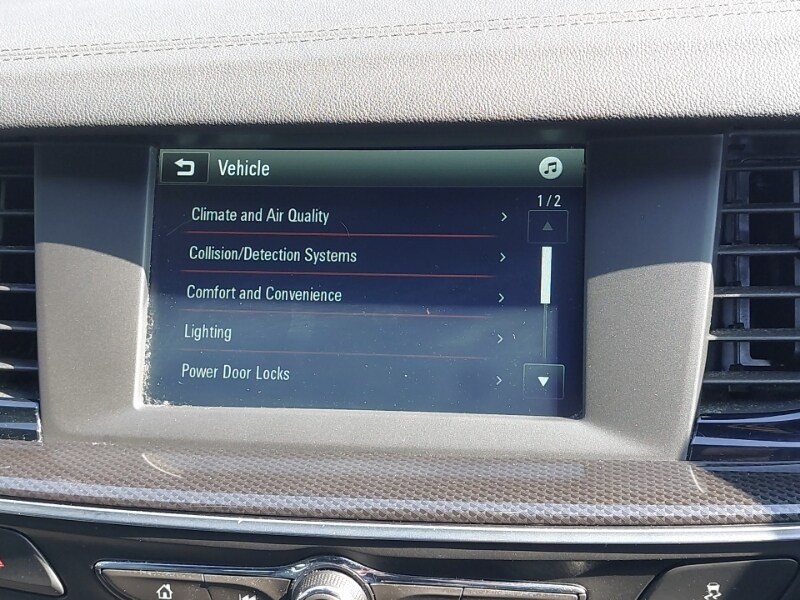 Vehicle
1/2
Climate and Air Quality
Collision/Detection Systems
Comfort and Convenience
Lighting
Power Door Locks